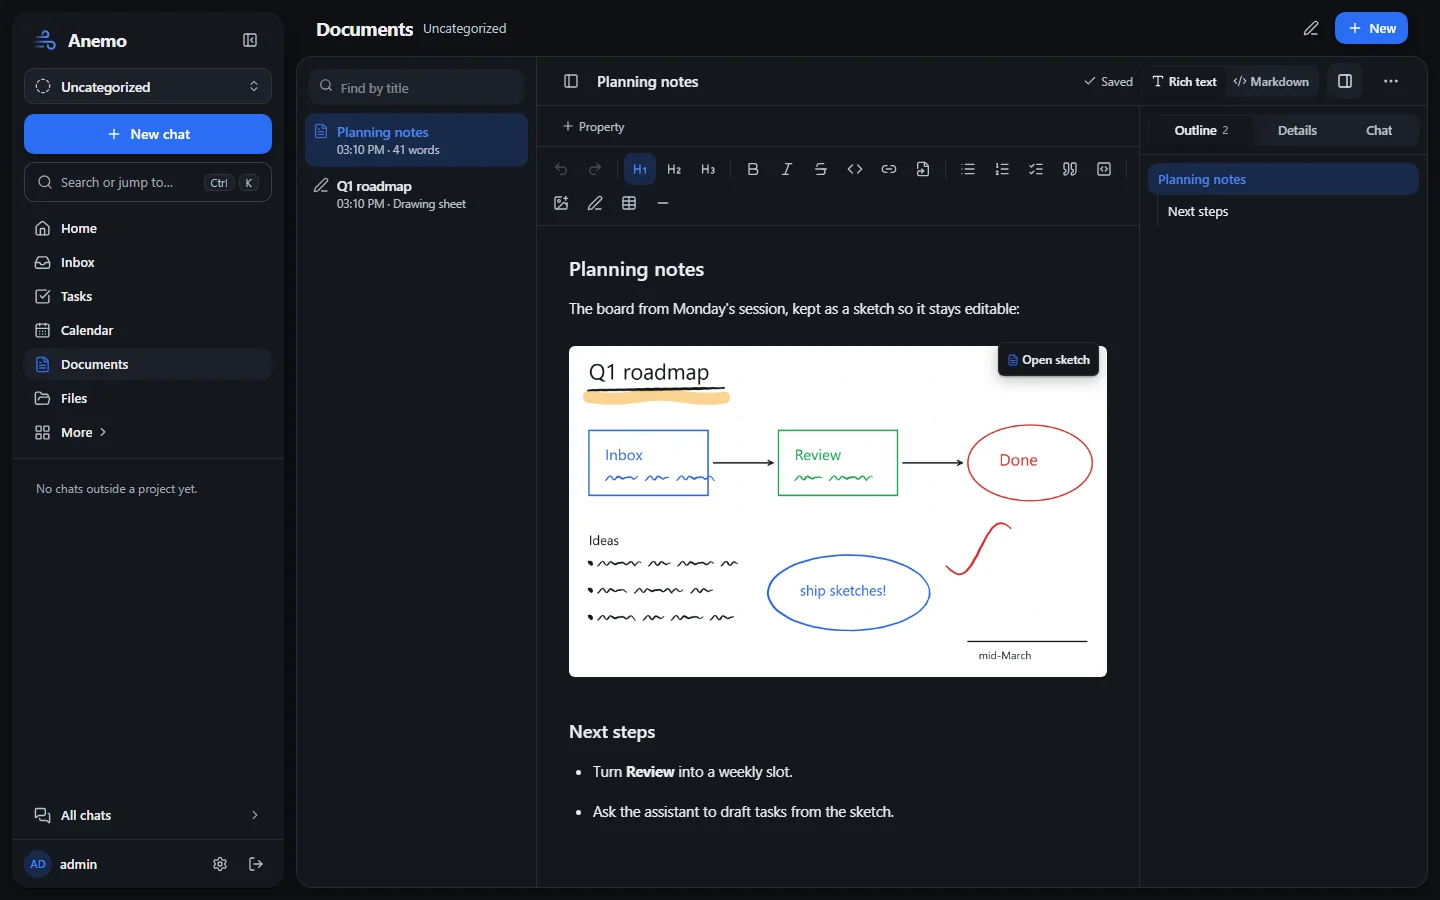 Anemo
Uncategorized
+ New chat
Search or jump to... Ctrl K
Home
Inbox
Tasks
Calendar
Documents
Files
More
No chats outside a project yet.
All chats
AD admin
Documents Uncategorized
+ New
Find by title
Planning notes
03:10 PM · 41 words
Q1 roadmap
03:10 PM · Drawing sheet
Planning notes
Saved
Rich text
Markdown
+ Property
H1 H2 H3
Planning notes
The board from Monday's session, kept as a sketch so it stays editable:
Open sketch
Q1 roadmap
Inbox
Review
Done
Ideas
ship sketches!
mid-March
Next steps
• Turn Review into a weekly slot.
• Ask the assistant to draft tasks from the sketch.
Outline 2 Details Chat
Planning notes
Next steps